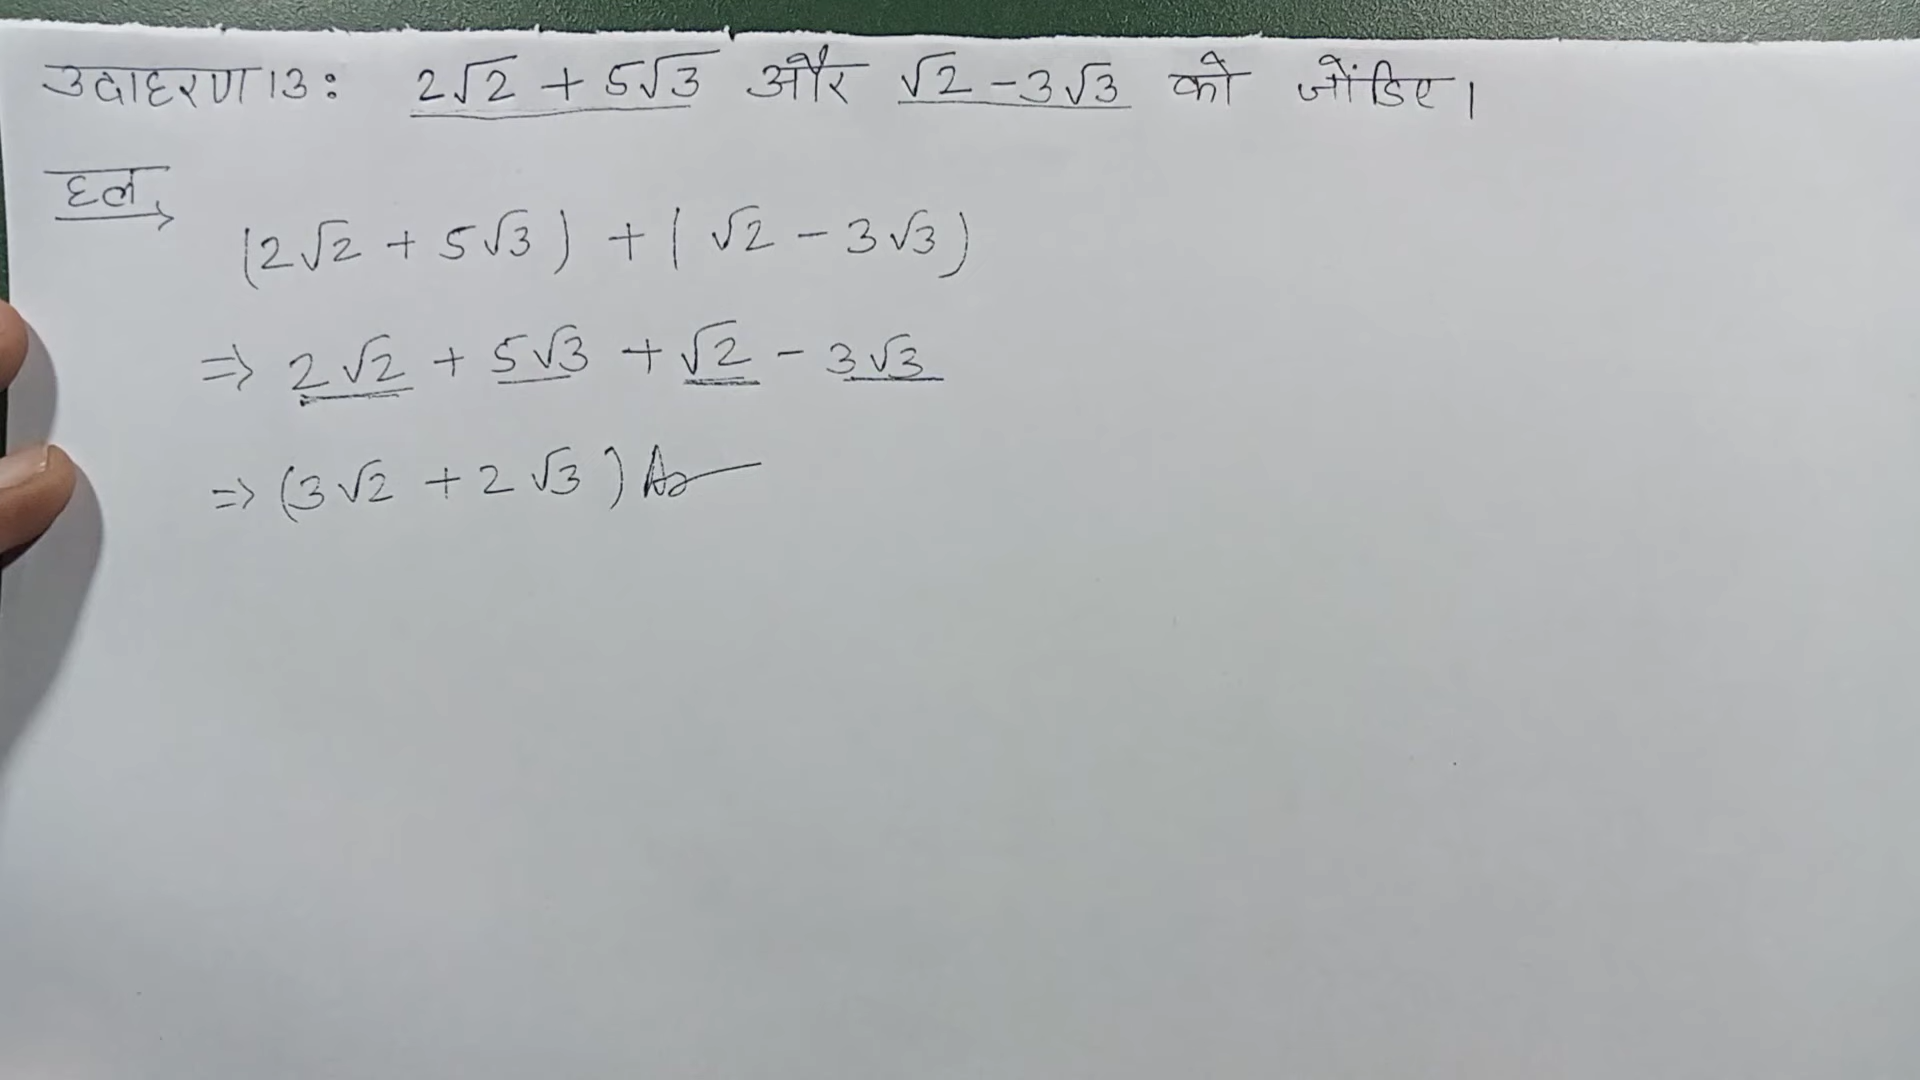 उदाहरण 13: 2√2 + 5√3 और √2 - 3√3 को जोंडिए।
हल,
(2√2 + 5√3) + (√2 - 3√3)
⇒ 2√2 + 5√3 + √2 - 3√3
⇒ (3√2 + 2√3)